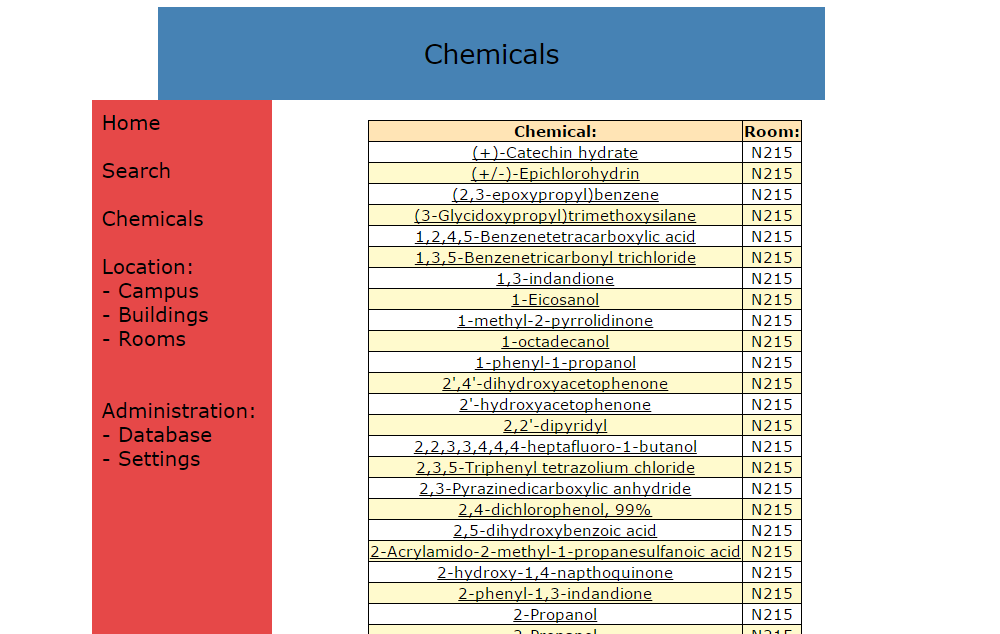 Chemicals
Home
Search
Chemicals
Location:
- Campus
- Buildings
- Rooms
Administration:
- Database
- Settings
Chemical: Room:
(+)-Catechin hydrate N215
(+/-)-Epichlorohydrin N215
(2,3-epoxypropyl)benzene N215
(3-Glycidoxypropyl)trimethoxysilane N215
1,2,4,5-Benzenetetracarboxylic acid N215
1,3,5-Benzenetricarbonyl trichloride N215
1,3-indandione N215
1-Eicosanol N215
1-methyl-2-pyrrolidinone N215
1-octadecanol N215
1-phenyl-1-propanol N215
2',4'-dihydroxyacetophenone N215
2'-hydroxyacetophenone N215
2,2'-dipyridyl N215
2,2,3,3,4,4,4-heptafluoro-1-butanol N215
2,3,5-Triphenyl tetrazolium chloride N215
2,3-Pyrazinedicarboxylic anhydride N215
2,4-dichlorophenol, 99% N215
2,5-dihydroxybenzoic acid N215
2-Acrylamido-2-methyl-1-propanesulfanoic acid N215
2-hydroxy-1,4-napthoquinone N215
2-phenyl-1,3-indandione N215
2-Propanol N215
2-Propanol N215